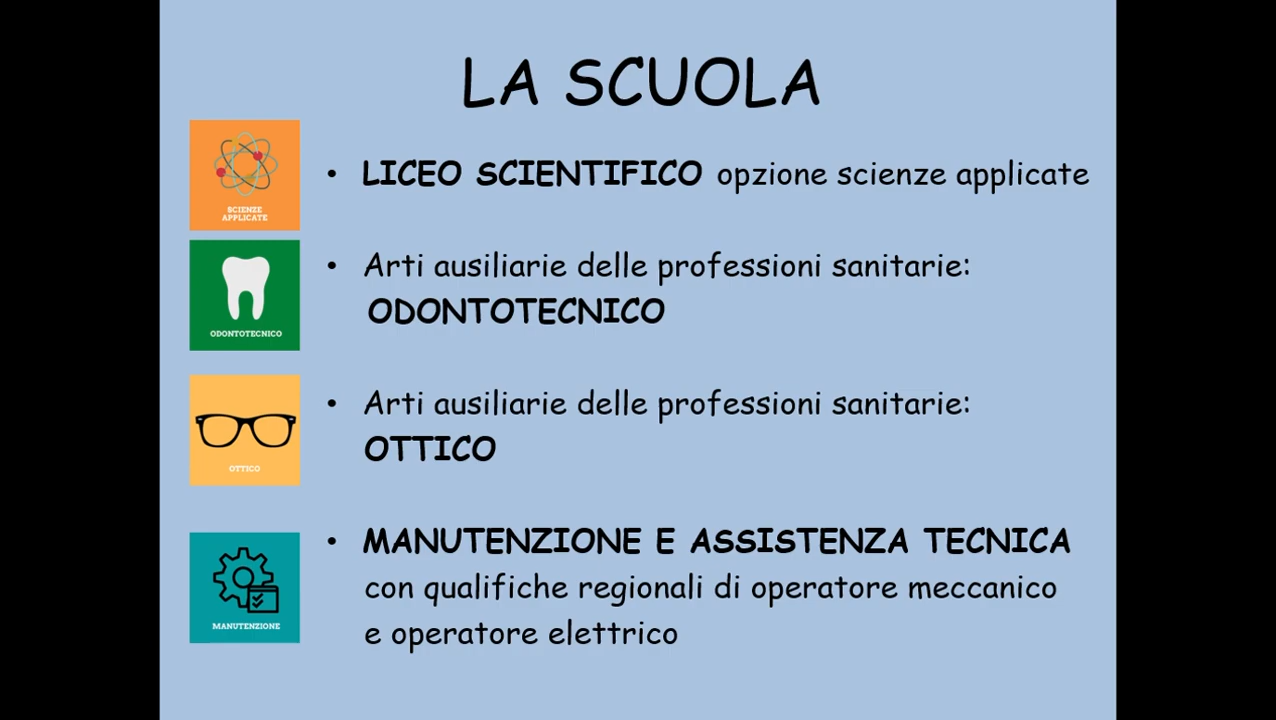 LA SCUOLA
SCIENZE
APPLICATE
• LICEO SCIENTIFICO opzione scienze applicate
ODONTOTECNICO
• Arti ausiliarie delle professioni sanitarie:
ODONTOTECNICO
OTTICO
• Arti ausiliarie delle professioni sanitarie:
OTTICO
MANUTENZIONE
• MANUTENZIONE E ASSISTENZA TECNICA
con qualifiche regionali di operatore meccanico
e operatore elettrico